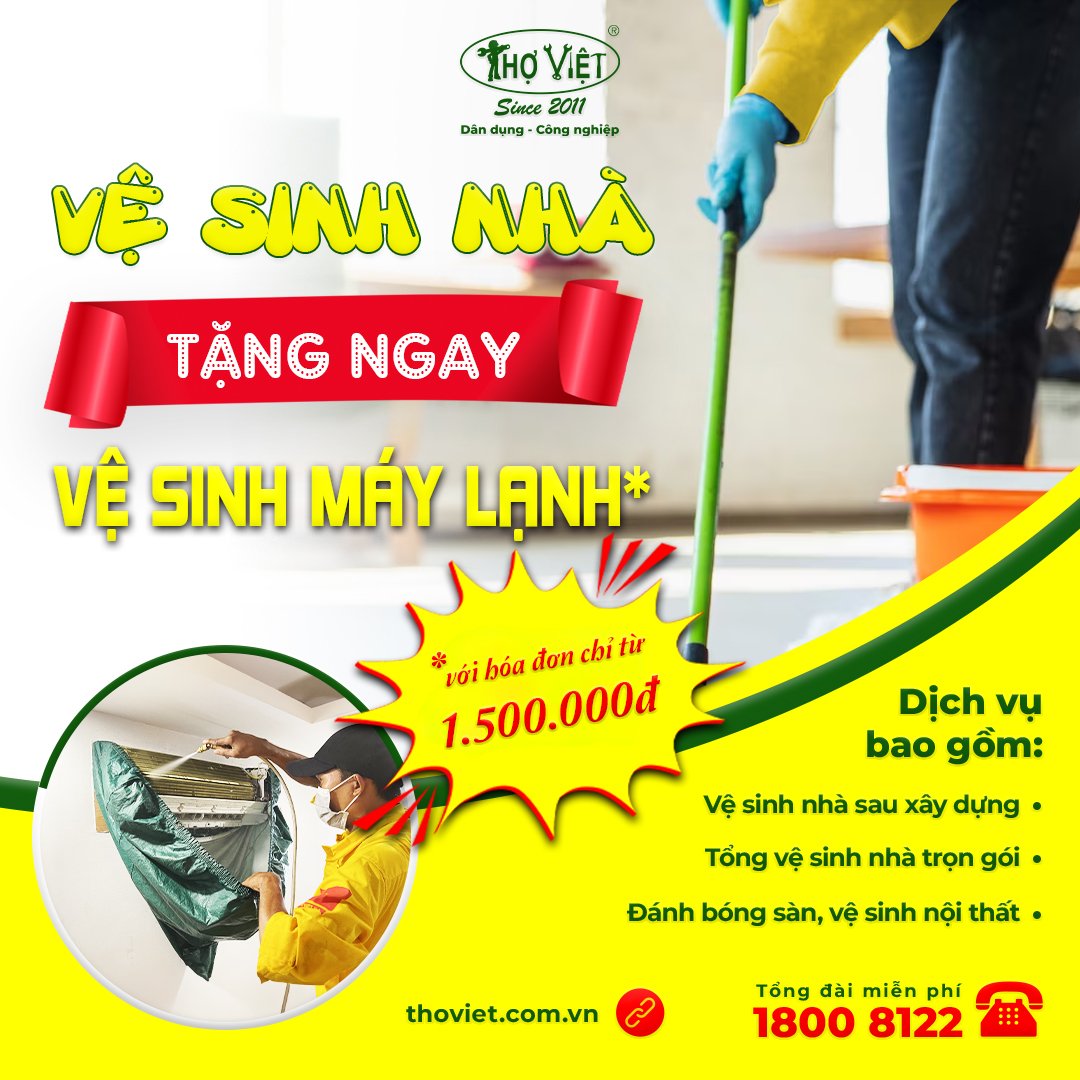 THỢ VIỆT®
Since 2011
Dân dụng - Công nghiệp
VỆ SINH NHÀ
TẶNG NGAY
VỆ SINH MÁY LẠNH*
*với hóa đơn chỉ từ
1.500.000đ
Dịch vụ
bao gồm:
Vệ sinh nhà sau xây dựng •
Tổng vệ sinh nhà trọn gói •
Đánh bóng sàn, vệ sinh nội thất •
thoviet.com.vn
Tổng đài miễn phí
1800 8122